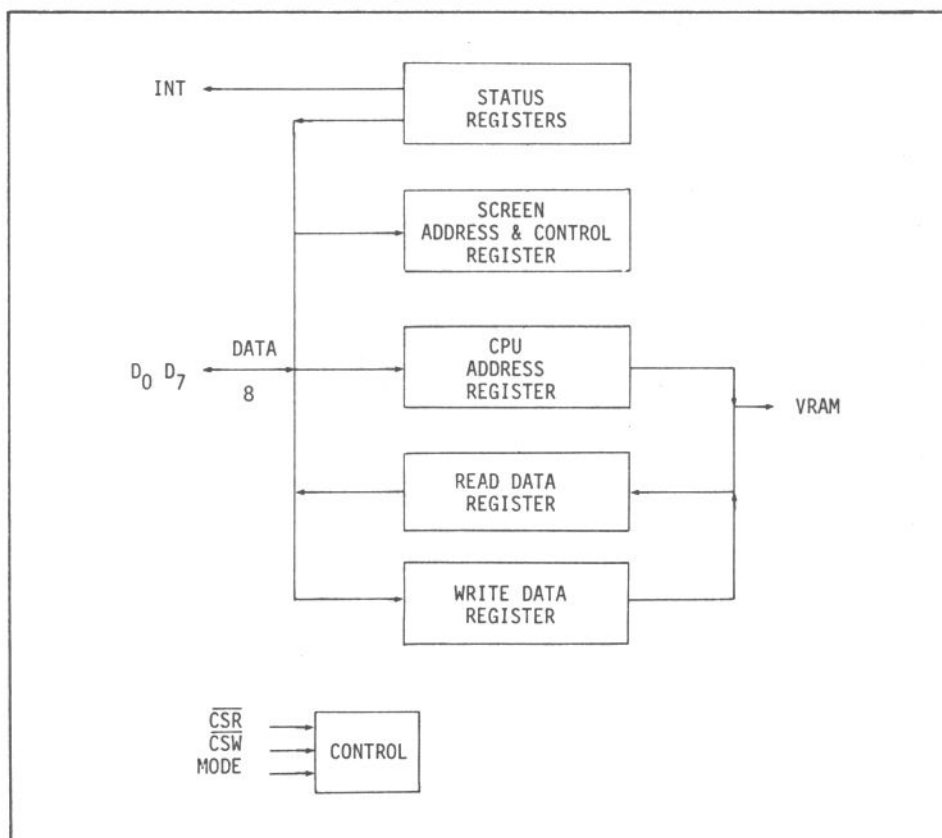 INT
STATUS
REGISTERS
SCREEN
ADDRESS & CONTROL
REGISTER
DATA
D0 D7
8
CPU
ADDRESS
REGISTER
VRAM
READ DATA
REGISTER
WRITE DATA
REGISTER
CSR
CSW
MODE
CONTROL